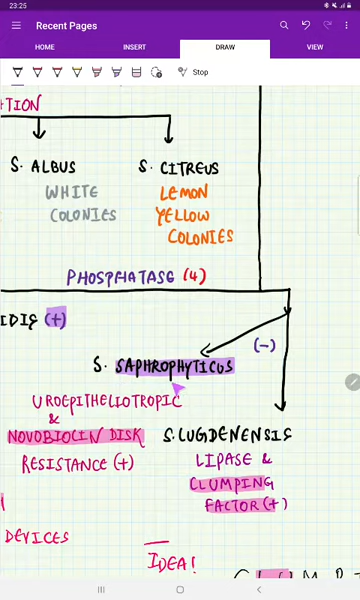 23:25
Recent Pages
HOME INSERT DRAW VIEW
Stop
TION
S. ALBUS
WHITE
COLONIES
S. CITREUS
LEMON
YELLOW
COLONIES
PHOSPHATASE (4)
IDIS (+)
(-)
S. SAPHROPHYTICUS
UROEPITHELIOTROPIC
&
NOVOBIOCIN DISK
RESISTANCE (+)
S. LUGDENENSIS
LIPASE &
CLUMPING
FACTOR (+)
DEVICES
IDEA!